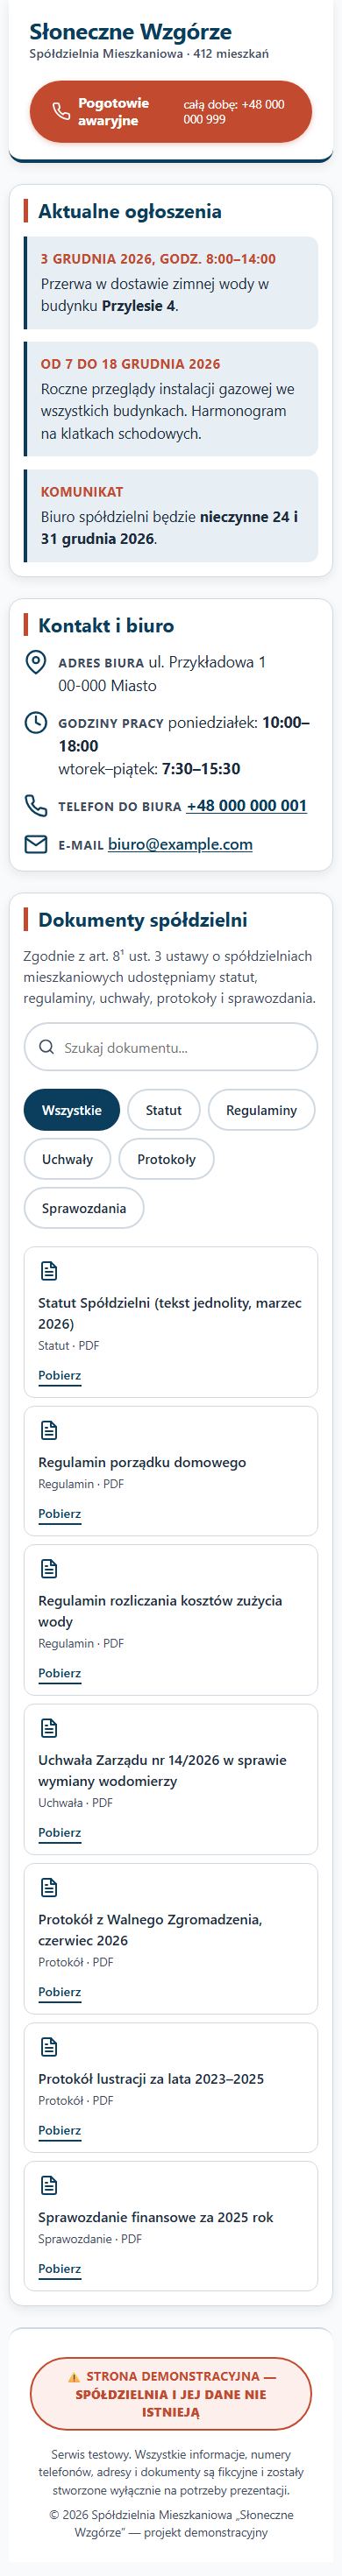 Słoneczne Wzgórze
Spółdzielnia Mieszkaniowa · 412 mieszkań
Pogotowie
awaryjne
całą dobę: +48 000
000 999
Aktualne ogłoszenia
3 GRUDNIA 2026, GODZ. 8:00–14:00
Przerwa w dostawie zimnej wody w
budynku Przylesie 4.
OD 7 DO 18 GRUDNIA 2026
Roczne przeglądy instalacji gazowej we
wszystkich budynkach. Harmonogram
na klatkach schodowych.
KOMUNIKAT
Biuro spółdzielni będzie nieczynne 24 i
31 grudnia 2026.
Kontakt i biuro
ADRES BIURA ul. Przykładowa 1
00-000 Miasto
GODZINY PRACY poniedziałek: 10:00–
18:00
wtorek–piątek: 7:30–15:30
TELEFON DO BIURA +48 000 000 001
E-MAIL biuro@example.com
Dokumenty spółdzielni
Zgodnie z art. 8¹ ust. 3 ustawy o spółdzielniach
mieszkaniowych udostępniamy statut,
regulaminy, uchwały, protokoły i sprawozdania.
Szukaj dokumentu...
Wszystkie
Statut
Regulaminy
Uchwały
Protokoły
Sprawozdania
Statut Spółdzielni (tekst jednolity, marzec
2026)
Statut · PDF
Pobierz
Regulamin porządku domowego
Regulamin · PDF
Pobierz
Regulamin rozliczania kosztów zużycia
wody
Regulamin · PDF
Pobierz
Uchwała Zarządu nr 14/2026 w sprawie
wymiany wodomierzy
Uchwała · PDF
Pobierz
Protokół z Walnego Zgromadzenia,
czerwiec 2026
Protokół · PDF
Pobierz
Protokół lustracji za lata 2023–2025
Protokół · PDF
Pobierz
Sprawozdanie finansowe za 2025 rok
Sprawozdanie · PDF
Pobierz
⚠️ STRONA DEMONSTRACYJNA —
SPÓŁDZIELNIA I JEJ DANE NIE
ISTNIEJĄ
Serwis testowy. Wszystkie informacje, numery
telefonów, adresy i dokumenty są fikcyjne i zostały
stworzone wyłącznie na potrzeby prezentacji.
© 2026 Spółdzielnia Mieszkaniowa „Słoneczne
Wzgórze” — projekt demonstracyjny